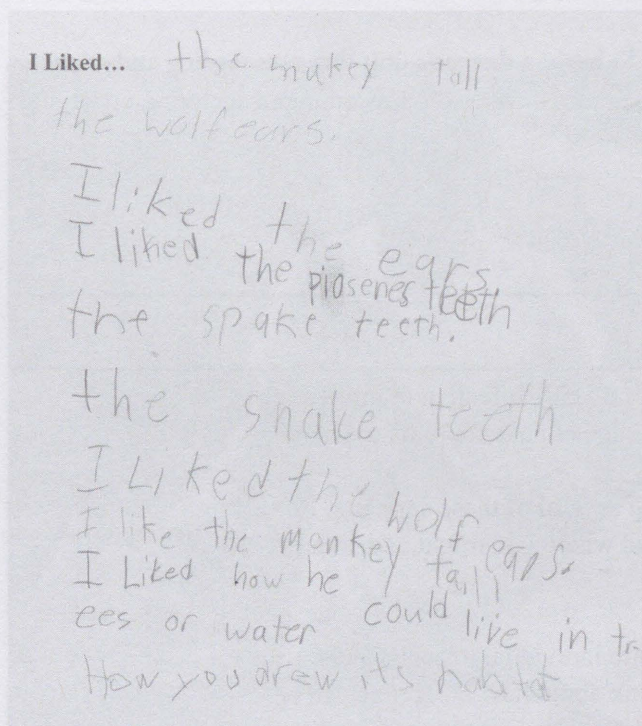 I Liked... the mukey tall
the wolf ears.
I liked the ears
I liked the piosenes teeth
the spake teeth.
the snake teeth
I Liked the wolf ears.
I like the monkey tail
I Liked how he could live in tr
ees or water
How you drew its habitat